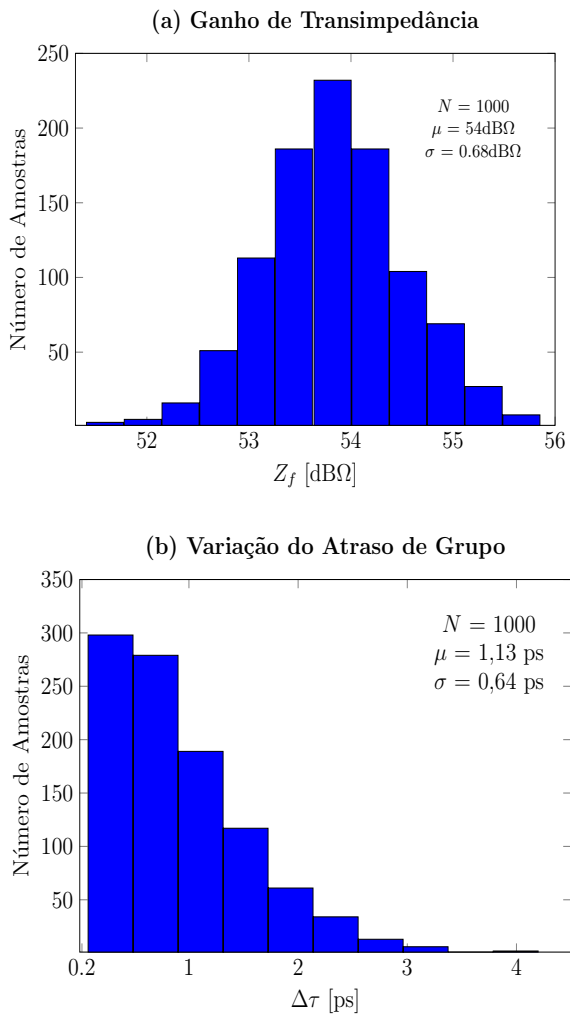 (a) Ganho de Transimpedância
250
200
150
100
50
Número de Amostras
N = 1000
μ = 54dBΩ
σ = 0.68dBΩ
52 53 54 55 56
Z_f [dBΩ]
(b) Variação do Atraso de Grupo
350
300
250
200
150
100
50
Número de Amostras
N = 1000
μ = 1,13 ps
σ = 0,64 ps
0.2 1 2 3 4
Δτ [ps]